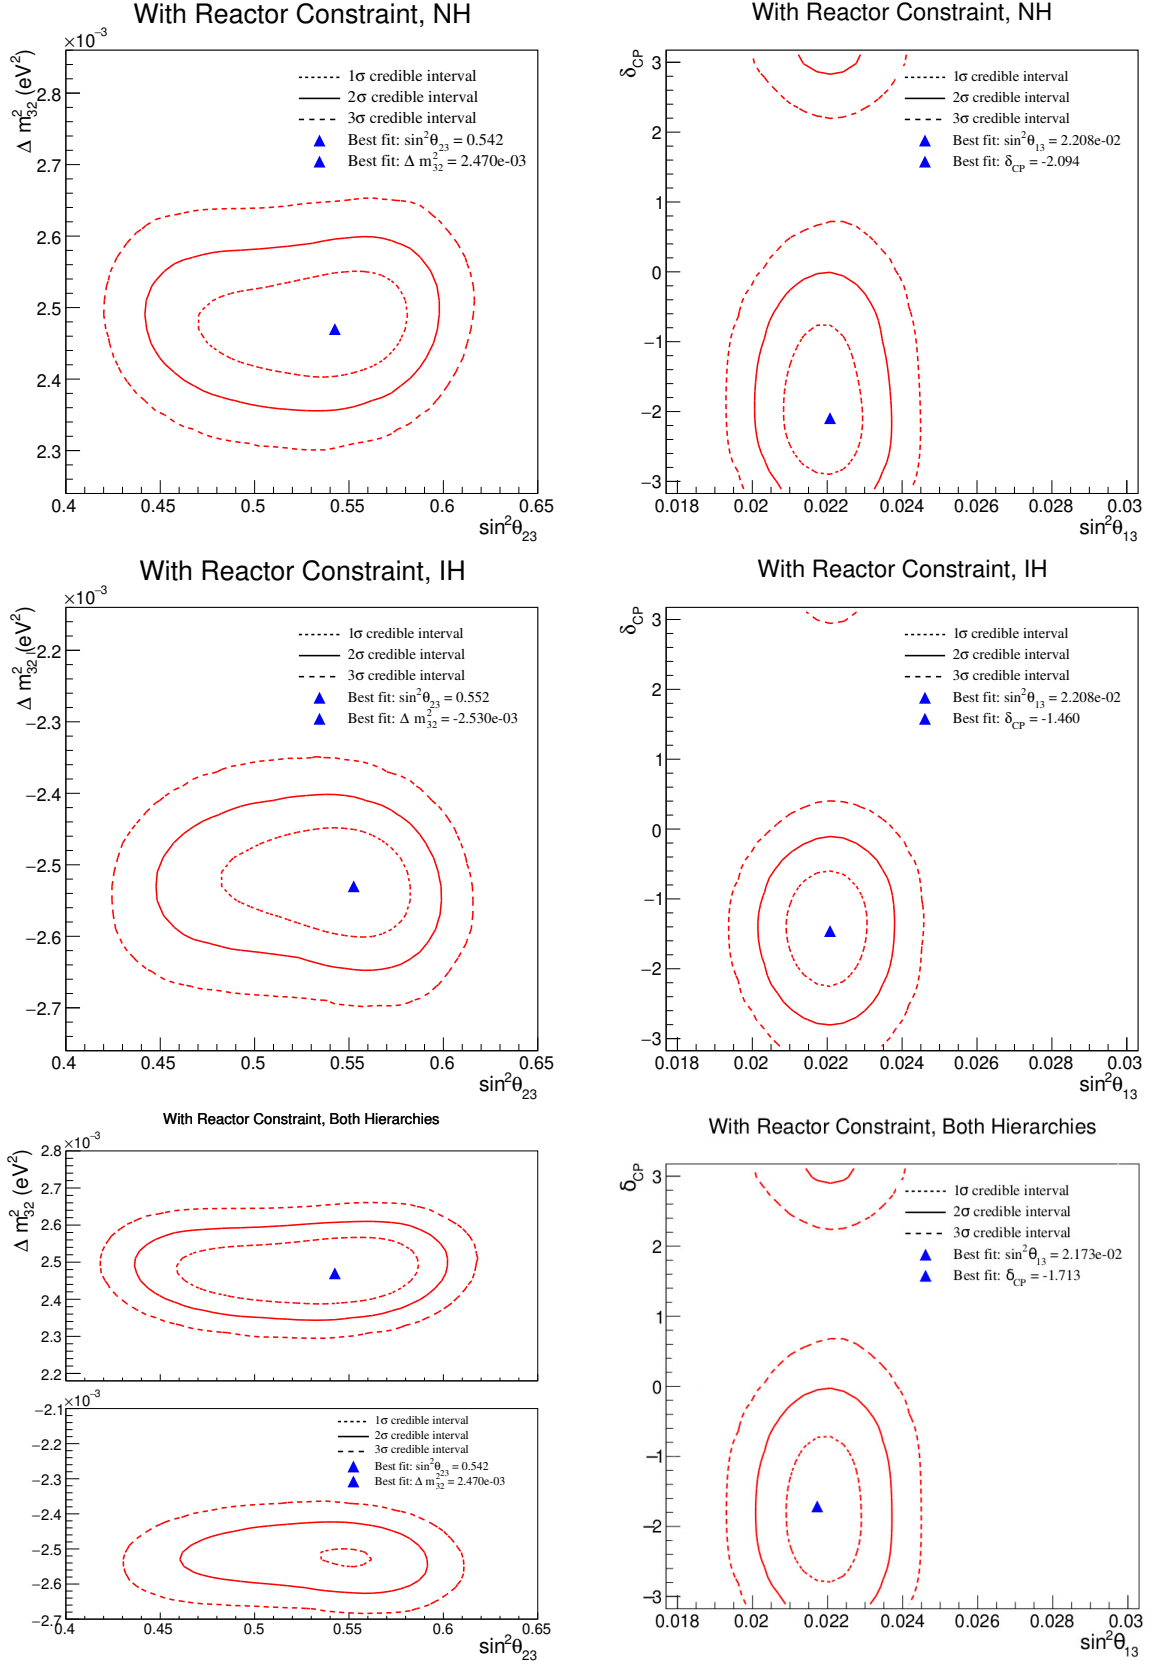 With Reactor Constraint, NH
×10⁻³
Δ m²₃₂ (eV²)
2.8
2.7
2.6
2.5
2.4
2.3
1σ credible interval
2σ credible interval
3σ credible interval
Best fit: sin²θ₂₃ = 0.542
Best fit: Δ m²₃₂ = 2.470e-03
0.4 0.45 0.5 0.55 0.6 0.65
sin²θ₂₃
With Reactor Constraint, NH
δCP
3
2
1
0
−1
−2
−3
1σ credible interval
2σ credible interval
3σ credible interval
Best fit: sin²θ₁₃ = 2.208e-02
Best fit: δCP = -2.094
0.018 0.02 0.022 0.024 0.026 0.028 0.03
sin²θ₁₃
With Reactor Constraint, IH
×10⁻³
Δ m²₃₂ (eV²)
−2.2
−2.3
−2.4
−2.5
−2.6
−2.7
1σ credible interval
2σ credible interval
3σ credible interval
Best fit: sin²θ₂₃ = 0.552
Best fit: Δ m²₃₂ = -2.530e-03
0.4 0.45 0.5 0.55 0.6 0.65
sin²θ₂₃
With Reactor Constraint, IH
δCP
3
2
1
0
−1
−2
−3
1σ credible interval
2σ credible interval
3σ credible interval
Best fit: sin²θ₁₃ = 2.208e-02
Best fit: δCP = -1.460
0.018 0.02 0.022 0.024 0.026 0.028 0.03
sin²θ₁₃
With Reactor Constraint, Both Hierarchies
×10⁻³
Δ m²₃₂ (eV²)
2.8
2.7
2.6
2.5
2.4
2.3
2.2
×10⁻³
−2.1
−2.2
−2.3
−2.4
−2.5
−2.6
−2.7
1σ credible interval
2σ credible interval
3σ credible interval
Best fit: sin²θ₂₃ = 0.542
Best fit: Δ m²₃₂ = 2.470e-03
0.4 0.45 0.5 0.55 0.6 0.65
sin²θ₂₃
With Reactor Constraint, Both Hierarchies
δCP
3
2
1
0
−1
−2
−3
1σ credible interval
2σ credible interval
3σ credible interval
Best fit: sin²θ₁₃ = 2.173e-02
Best fit: δCP = -1.713
0.018 0.02 0.022 0.024 0.026 0.028 0.03
sin²θ₁₃